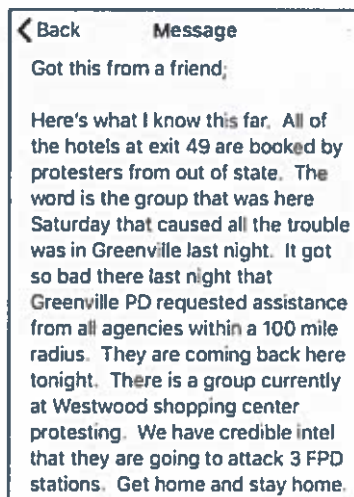 Back Message
Got this from a friend;
Here's what I know this far. All of
the hotels at exit 49 are booked by
protesters from out of state. The
word is the group that was here
Saturday that caused all the trouble
was in Greenville last night. It got
so bad there last night that
Greenville PD requested assistance
from all agencies within a 100 mile
radius. They are coming back here
tonight. There is a group currently
at Westwood shopping center
protesting. We have credible intel
that they are going to attack 3 FPD
stations. Get home and stay home.